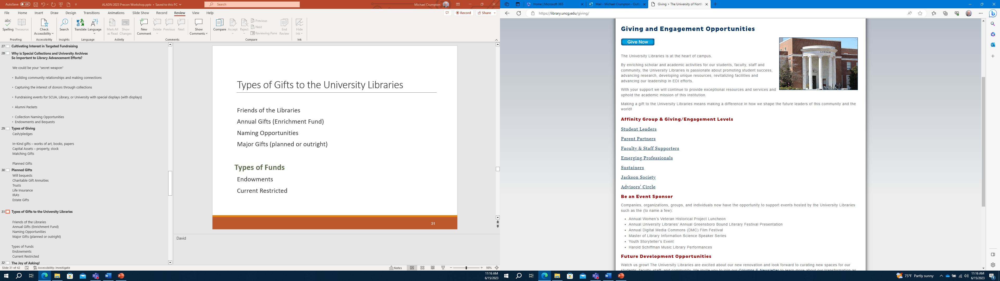 AutoSave Off ALADN 2023 Precon Workshop.pptx • Saved to this PC Search Michael Crumpton
File Home Insert Draw Design Transitions Animations Slide Show Record Review View Help Record Share
Spelling Thesaurus Check Accessibility Search Translate Language Mark All as Read Show Changes New Comment Delete Previous Next Show Comments Compare Accept Reject Previous Next Reviewing Pane End Review Hide Ink
Proofing Accessibility Insights Language Activity Comments Compare Ink
27 Cultivating Interest in Targeted Fundraising
28 Why is Special Collections and University Archives
So Important to Library Advancement Efforts?
We could be your "secret weapon"
• Building community relationships and making connections
• Capturing the interest of donors through collections
• Fundraising events for SCUA, Library, or University with special displays (with displays)
• Alumni Packets
• Collection Naming Opportunities
• Endowments and Bequests
29 Types of Giving
Cash/pledges
In-Kind gifts – works of art, books, papers
Capital Assets – property, stock
Matching Gifts
Planned Gifts
30 Planned Gifts
Will bequests
Charitable Gift Annuities
Trusts
Life Insurance
IRA's
Estate Gifts
31 Types of Gifts to the University Libraries
Friends of the Libraries
Annual Gifts (Enrichment Fund)
Naming Opportunities
Major Gifts (planned or outright)
Types of Funds
Endowments
Current Restricted
32 The Joy of Asking!
Types of Gifts to the University Libraries
Friends of the Libraries
Annual Gifts (Enrichment Fund)
Naming Opportunities
Major Gifts (planned or outright)
Types of Funds
Endowments
Current Restricted
31
David
Slide 31 of 42 Accessibility: Investigate Notes 98%
11:16 AM
6/15/2023
Home | Microsoft 365 Mail - Michael Crumpton - Outlo Giving > The University of North
https://library.uncg.edu/giving/
Giving and Engagement Opportunities
Give Now
LIBRARY
The University Libraries is at the heart of campus.
By enriching scholar and academic activities for our students, faculty, staff and
community, the University Libraries is passionate about promoting student success,
advancing research, developing unique resources, revitalizing facilities and
advancing our leadership in EDI efforts.
With your support we will continue to provide exceptional resources and services and
uphold the academic mission of this institution.
Making a gift to the University Libraries means making a difference in how we shape the future leaders of this community and the
world!
Affinity Group & Giving/Engagement Levels
Student Leaders
Parent Partners
Faculty & Staff Supporters
Emerging Professionals
Sustainers
Jackson Society
Advisors' Circle
Be an Event Sponsor
Companies, organizations, groups, and individuals now have the opportunity to support events hosted by the University Libraries
such as the (to name a few):
• Annual Women's Veteran Historical Project Luncheon
• Annual University Libraries' Annual Greensboro Bound Literary Festival Presentation
• Annual Digital Media Commons (DMC) Film Festival
• Master of Library Information Science Speaker Series
• Youth Storyteller's Event
• Harold Schiffman Music Library Performances
Future Development Opportunities
Watch us grow! The University Libraries are excited about our new renovation and look forward to curating new spaces for our
students, faculty, staff, and community. We invite you to join our Columns E-Newsletter to learn more about our transformation as
75°F Partly sunny
11:16 AM
6/15/2023